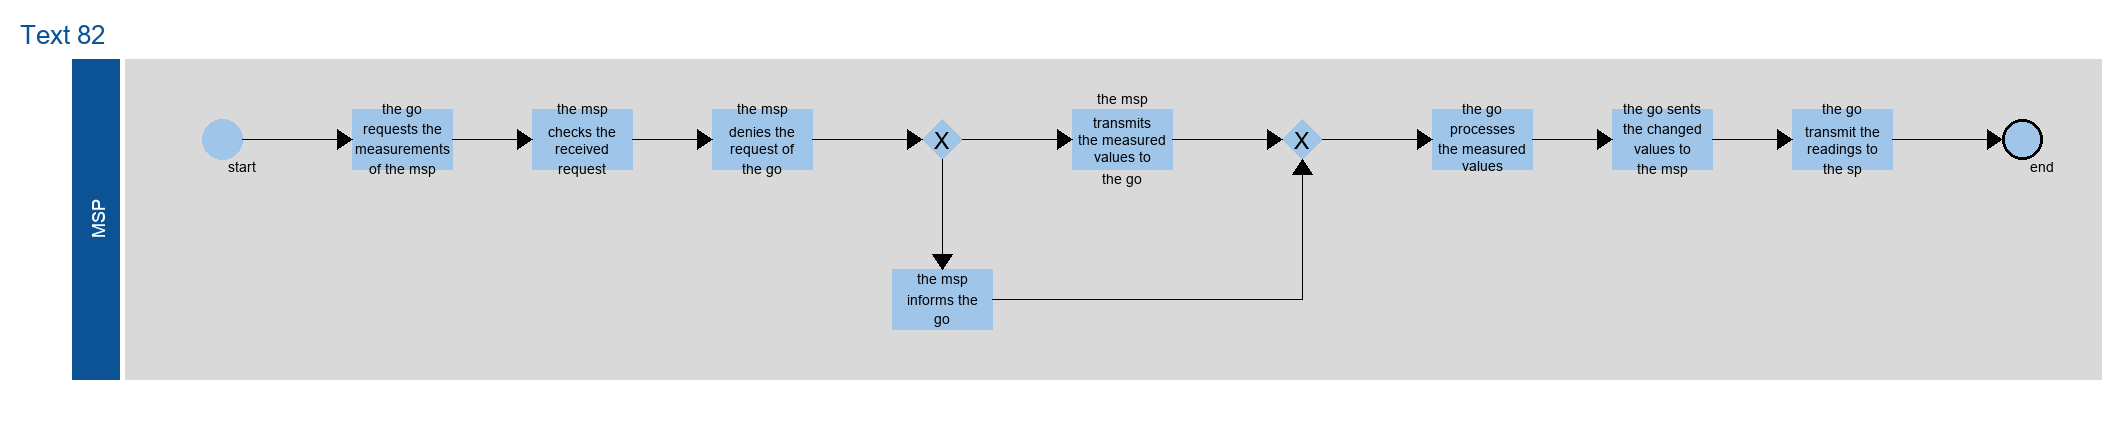 Text 82
MSP
start
the go
requests the
measurements
of the msp
the msp
checks the
received
request
the msp
denies the
request of
the go
X
the msp
transmits
the measured
values to
the go
X
the go
processes
the measured
values
the go sents
the changed
values to
the msp
the go
transmit the
readings to
the sp
end
the msp
informs the
go